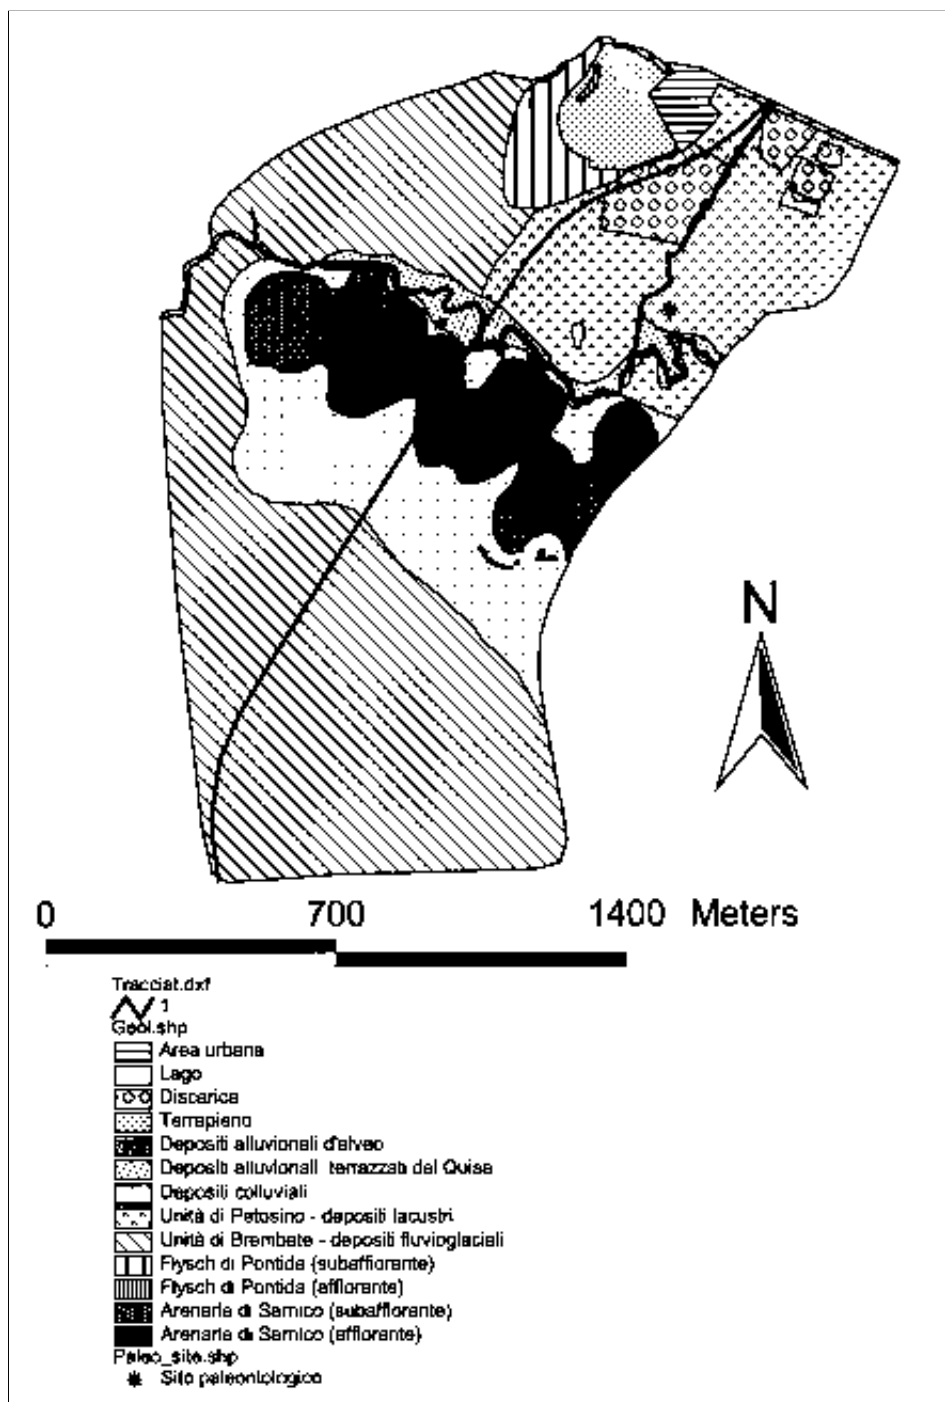 N
0 700 1400 Meters
Tracciat.dxf
1
Geol.shp
Area urbana
Lago
Discarica
Terrapieno
Depositi alluvionali d'alveo
Depositi alluvionali terrazzati del Quisa
Depositi colluviali
Unità di Petosino - depositi lacustri
Unità di Brembate - depositi fluvioglaciali
Flysch di Pontida (subaffiorante)
Flysch di Pontida (affiorante)
Arenaria di Sarnico (subaffiorante)
Arenaria di Sarnico (affiorante)
Paleo_site.shp
Sito paleontologico